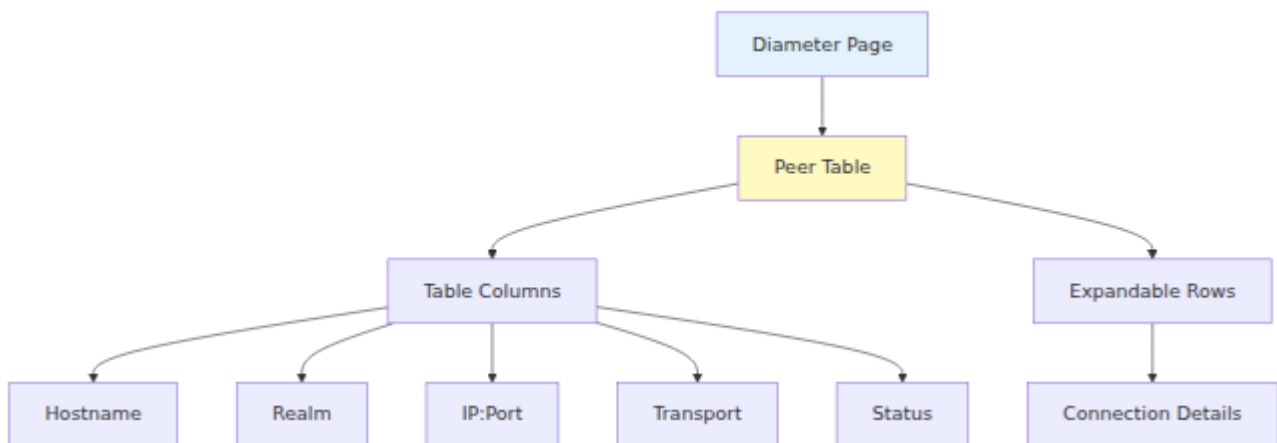 Diameter Page
Peer Table
Table Columns
Expandable Rows
Hostname
Realm
IP:Port
Transport
Status
Connection Details